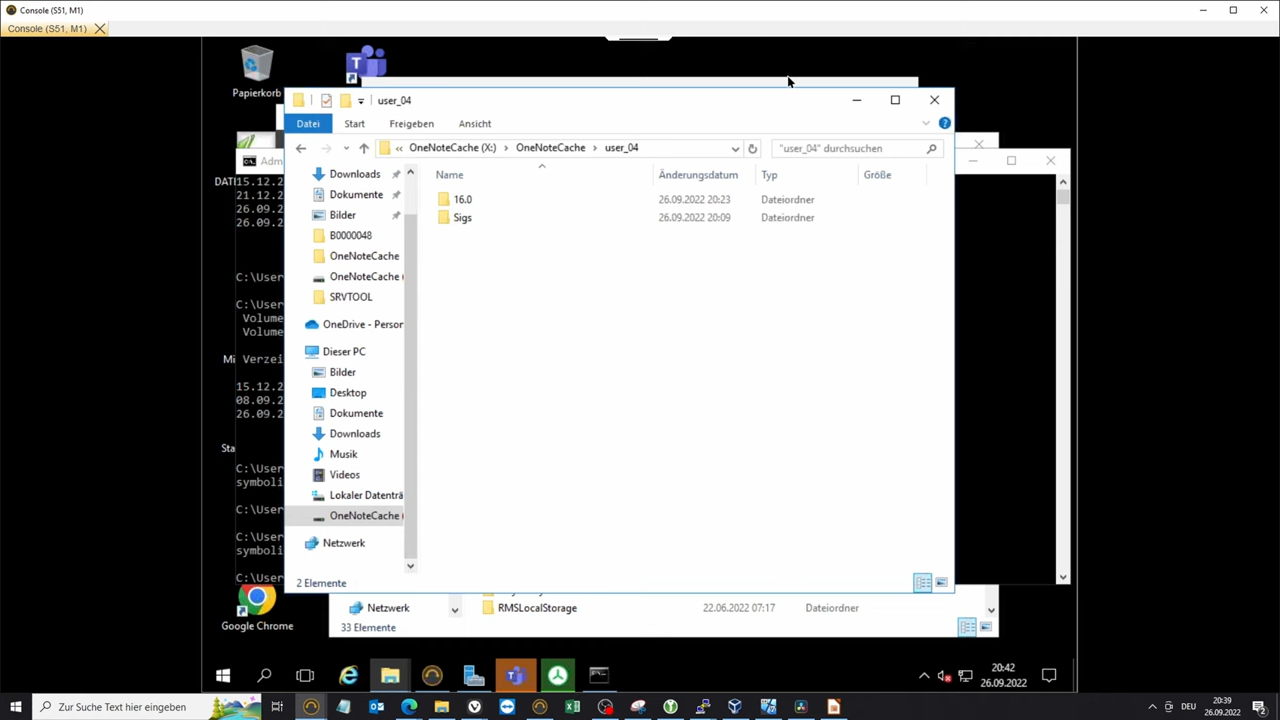 Console (S51, M1)
Console (S51, M1)
Papierkorb
user_04
Datei Start Freigeben Ansicht
« OneNoteCache (X:) > OneNoteCache > user_04
"user_04" durchsuchen
Name Änderungsdatum Typ Größe
16.0 26.09.2022 20:23 Dateiordner
Sigs 26.09.2022 20:09 Dateiordner
Downloads
Dokumente
Bilder
B0000048
OneNoteCache
OneNoteCache (
SRVTOOL
OneDrive - Person
Dieser PC
Bilder
Desktop
Dokumente
Downloads
Musik
Videos
Lokaler Datenträ
OneNoteCache (
Netzwerk
2 Elemente
Adm
DATI
15.12.2
21.12.2
26.09.2
26.09.2
C:\User
C:\User
Volume
Volume
Mi
Verzei
15.12.2
08.09.2
26.09.2
Sta
C:\User
symboli
C:\User
C:\User
symboli
C:\User
Google Chrome
Netzwerk
RMSLocalStorage 22.06.2022 07:17 Dateiordner
33 Elemente
20:42
26.09.2022
Zur Suche Text hier eingeben
DEU
20:39
26.09.2022
2